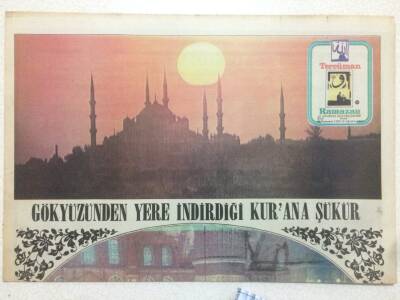 Tercüman
Ramazan
GÖKYÜZÜNDEN YERE İNDİRDİĞİ KUR'ANA ŞÜKÜR